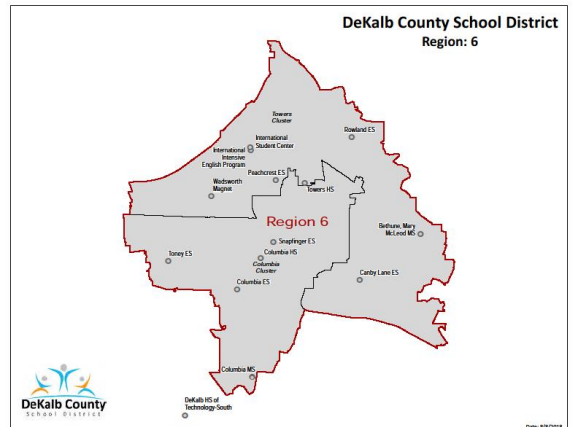 DeKalb County School District
Region: 6
Towers
Cluster
International
Student Center
Rowland ES
International
Intensive
English Program
Peachcrest ES
Towers HS
Wadsworth
Magnet
Region 6
Bethune, Mary
McLeod MS
Snapfinger ES
Toney ES
Columbia HS
Columbia
Cluster
Canby Lane ES
Columbia ES
Columbia MS
DeKalb County
School District
DeKalb HS of
Technology-South